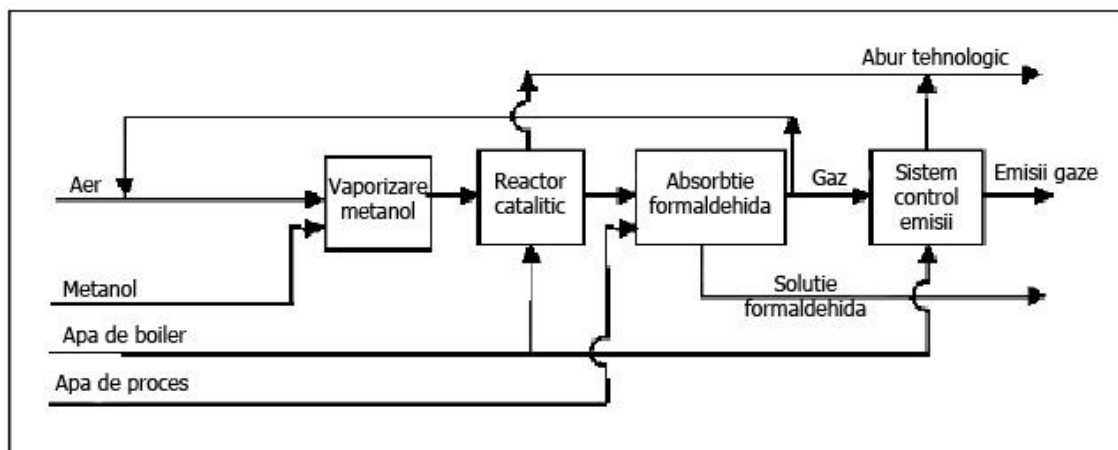 Abur tehnologic
Aer
Vaporizare
metanol
Reactor
catalitic
Absorbtie
formaldehida
Gaz
Sistem
control
emisii
Emisii gaze
Metanol
Solutie
formaldehida
Apa de boiler
Apa de proces